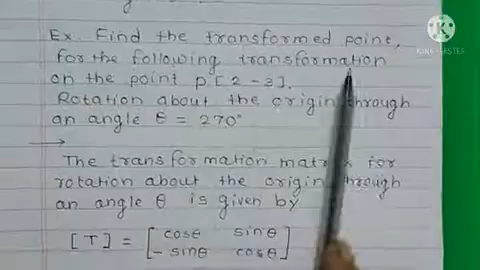 Ex. Find the transformed point,
for the following transformation
on the point P[2 -3].
Rotation about the origin through
an angle θ = 270°
→
The transformation matrix for
rotation about the origin through
an angle θ is given by
[T] = [ cosθ sinθ
-sinθ cosθ ]
KINEMASTER